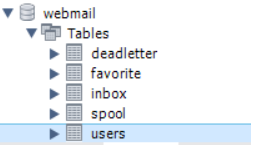 webmail
Tables
deadletter
favorite
inbox
spool
users